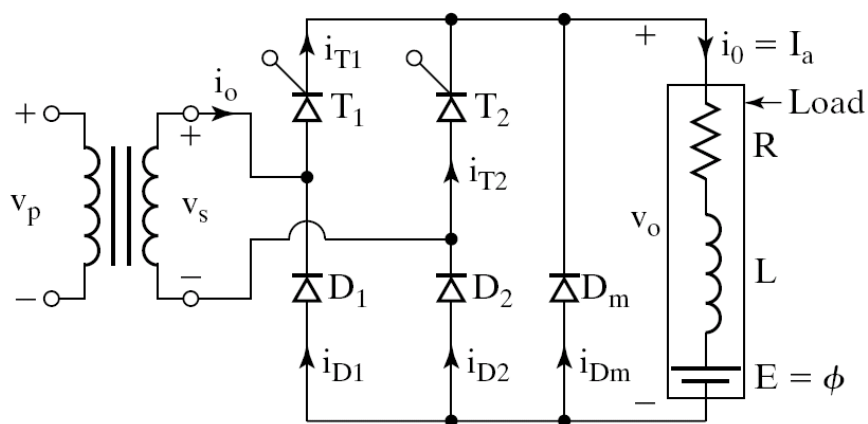 +
i_T1
+
i_0 = I_a
i_o
T_1
T_2
Load
+
+
R
i_T2
v_p
v_s
v_o
−
−
D_1
D_2
D_m
L
i_D1
i_D2
i_Dm
−
E = ϕ